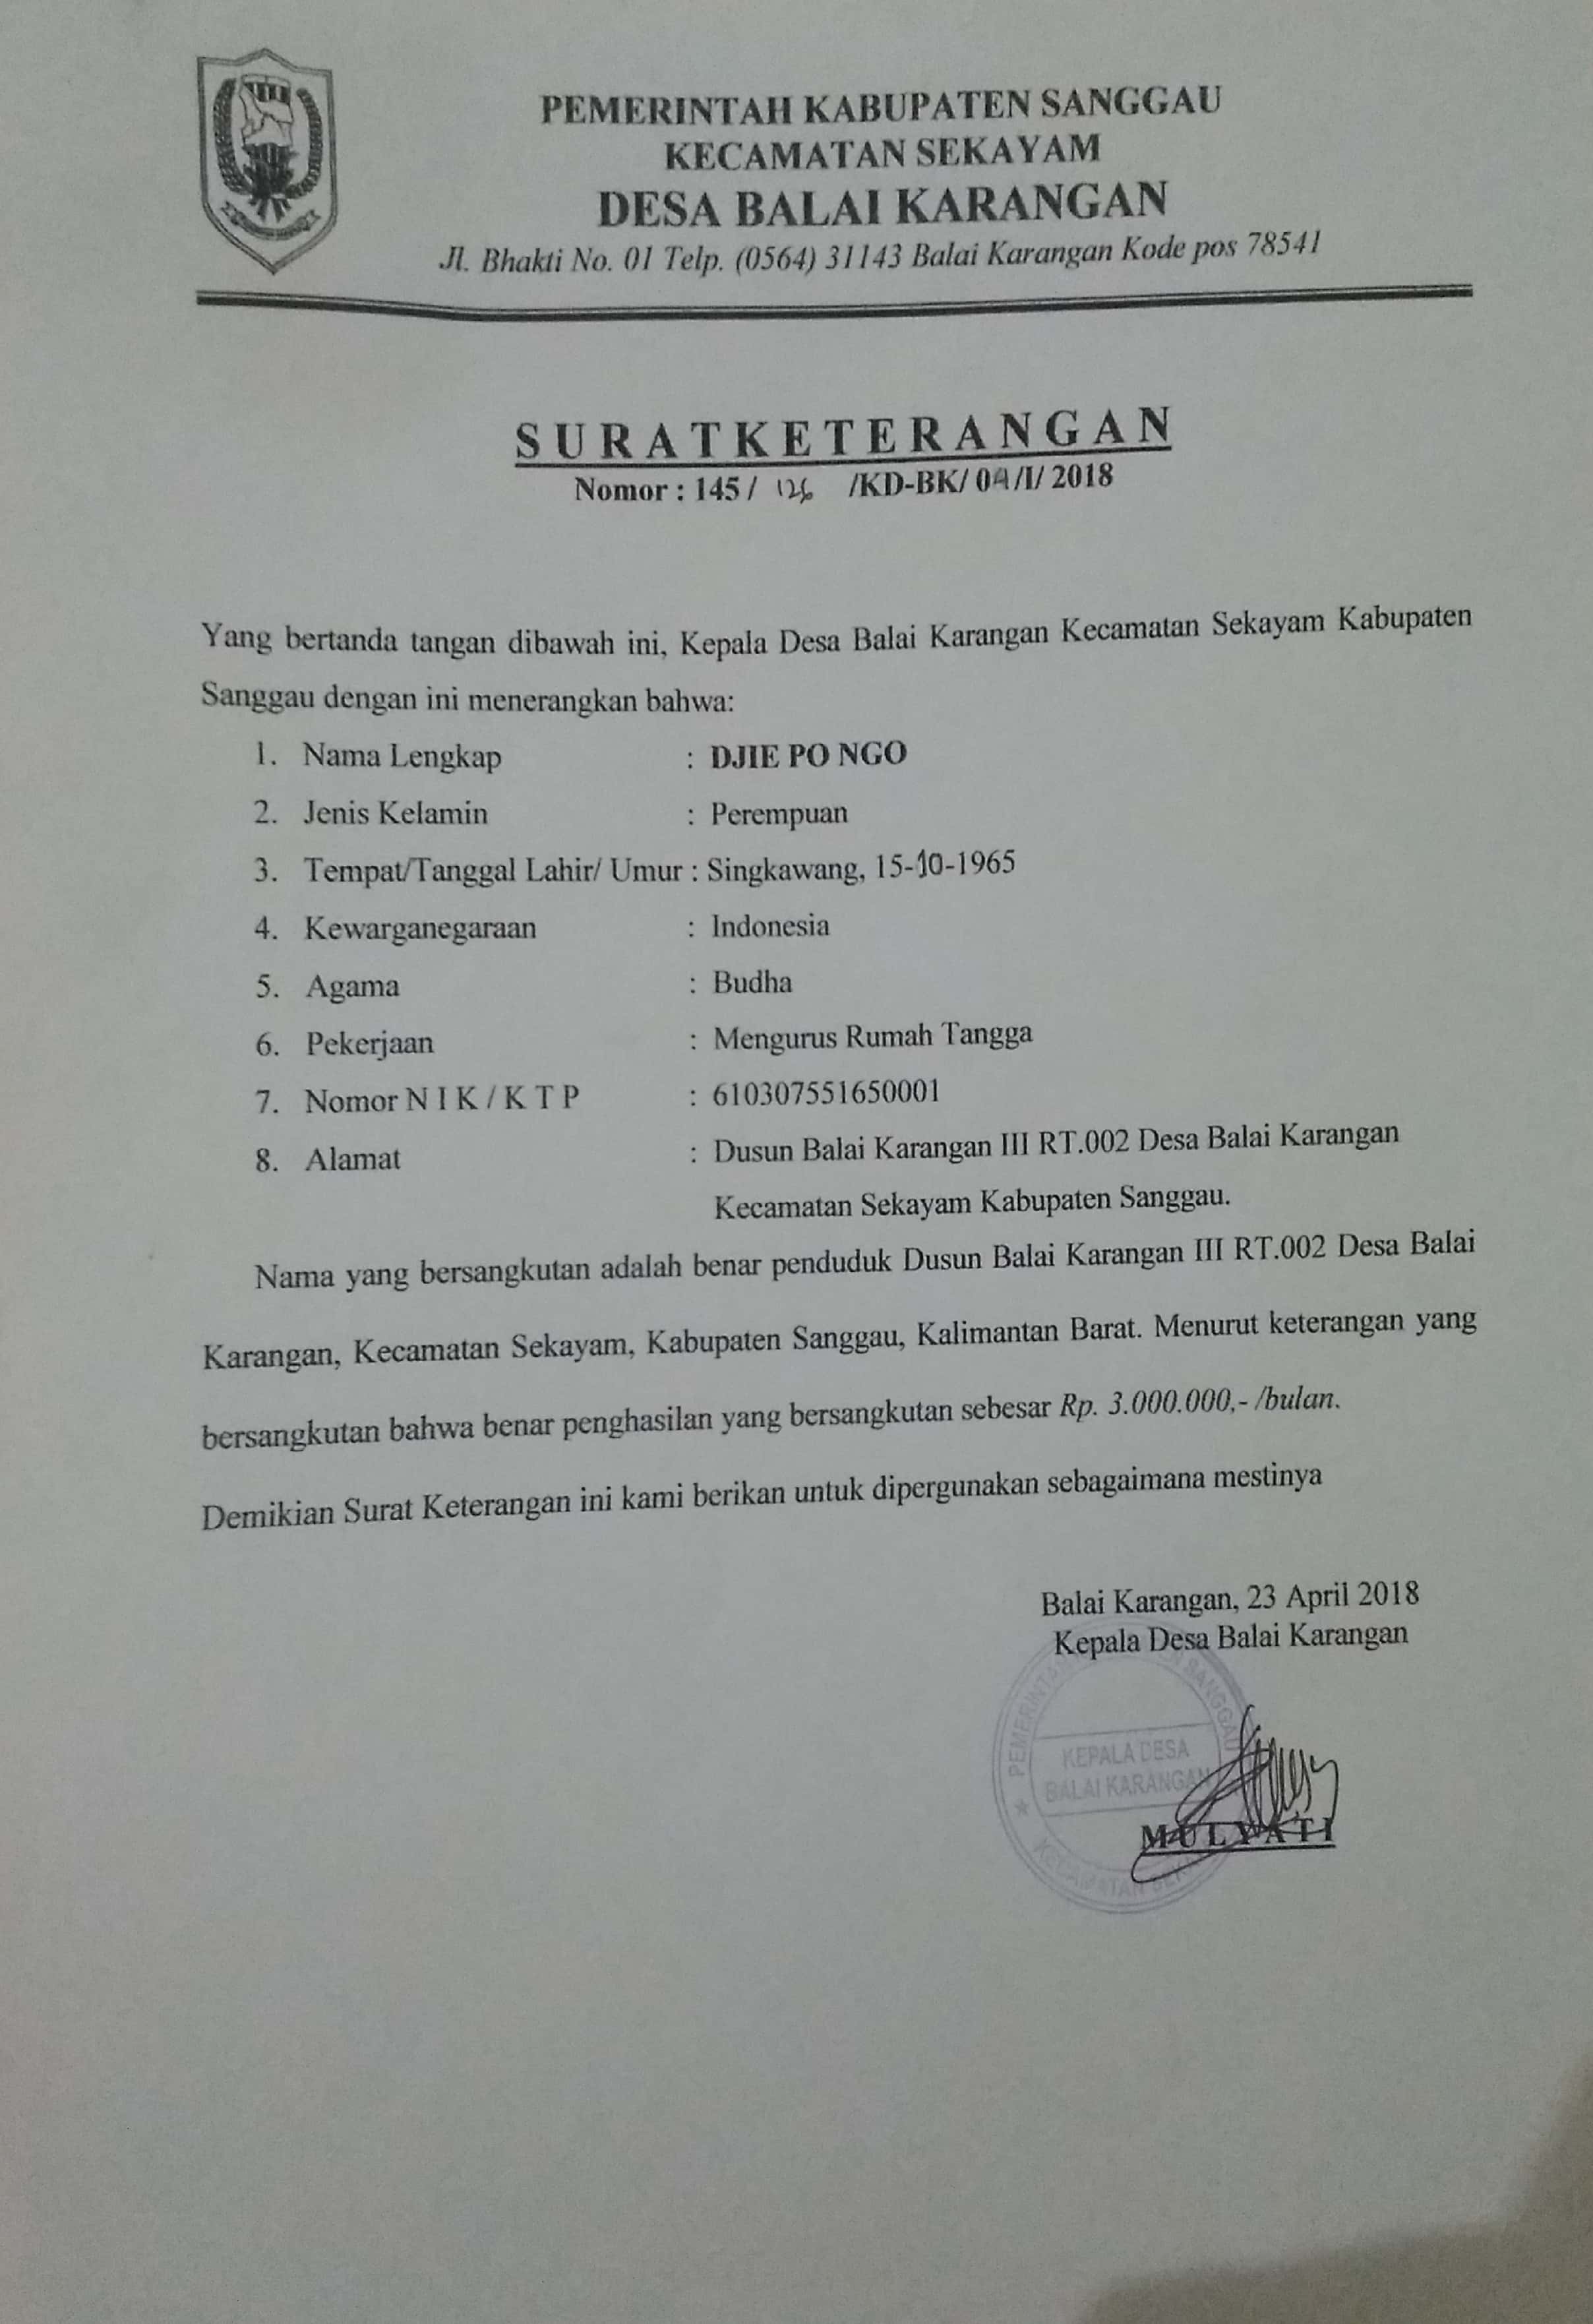 PEMERINTAH KABUPATEN SANGGAU
KECAMATAN SEKAYAM
DESA BALAI KARANGAN
Jl. Bhakti No. 01 Telp. (0564) 31143 Balai Karangan Kode pos 78541
S U R A T K E T E R A N G A N
Nomor : 145 / 126 /KD-BK/ 04 /I/ 2018
Yang bertanda tangan dibawah ini, Kepala Desa Balai Karangan Kecamatan Sekayam Kabupaten
Sanggau dengan ini menerangkan bahwa:
1. Nama Lengkap : DJIE PO NGO
2. Jenis Kelamin : Perempuan
3. Tempat/Tanggal Lahir/ Umur : Singkawang, 15-10-1965
4. Kewarganegaraan : Indonesia
5. Agama : Budha
6. Pekerjaan : Mengurus Rumah Tangga
7. Nomor N I K / K T P : 610307551650001
8. Alamat : Dusun Balai Karangan III RT.002 Desa Balai Karangan
Kecamatan Sekayam Kabupaten Sanggau.
Nama yang bersangkutan adalah benar penduduk Dusun Balai Karangan III RT.002 Desa Balai
Karangan, Kecamatan Sekayam, Kabupaten Sanggau, Kalimantan Barat. Menurut keterangan yang
bersangkutan bahwa benar penghasilan yang bersangkutan sebesar Rp. 3.000.000,- /bulan.
Demikian Surat Keterangan ini kami berikan untuk dipergunakan sebagaimana mestinya
Balai Karangan, 23 April 2018
Kepala Desa Balai Karangan
SANGGAU
KEPALA DESA
BALAI KARANGAN
KECAMATAN
M U L Y A T I